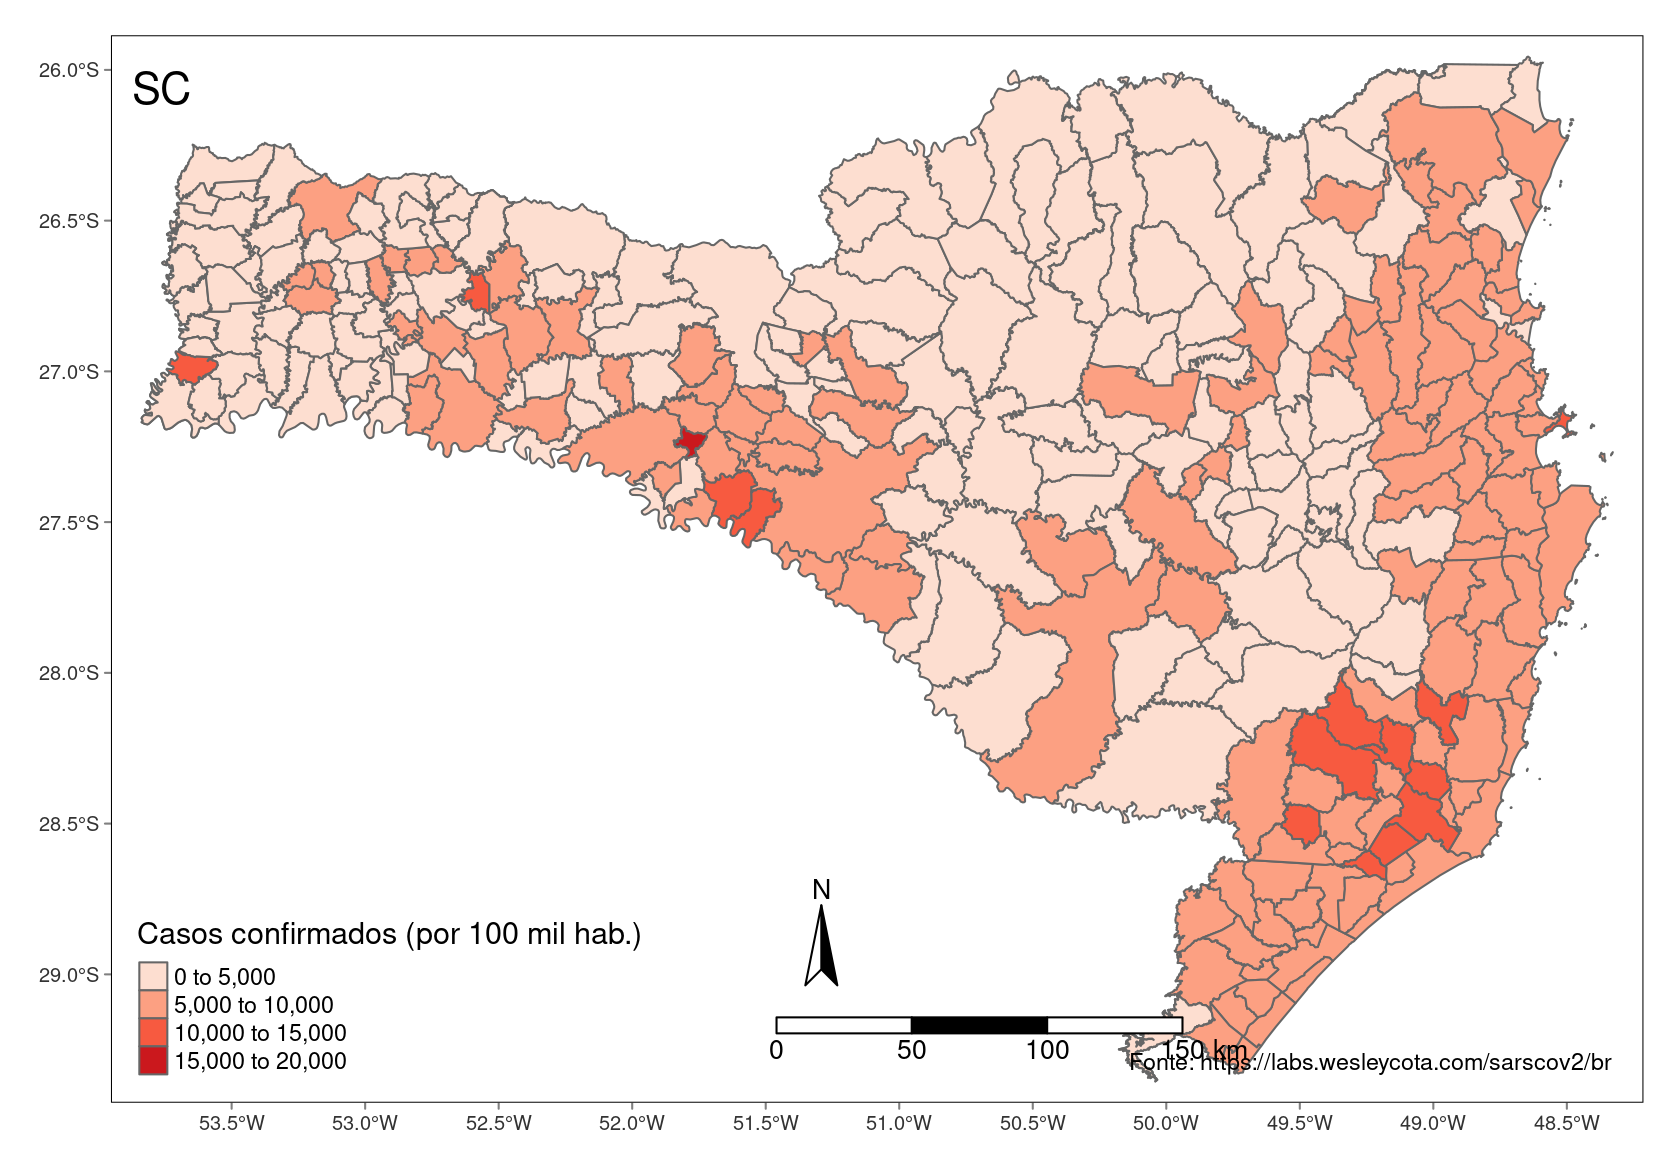 SC
26.0°S
26.5°S
27.0°S
27.5°S
28.0°S
28.5°S
29.0°S
N
Casos confirmados (por 100 mil hab.)
0 to 5,000
5,000 to 10,000
10,000 to 15,000
15,000 to 20,000
0 50 100 150 km
Fonte: https://labs.wesleycota.com/sarscov2/br
53.5°W 53.0°W 52.5°W 52.0°W 51.5°W 51.0°W 50.5°W 50.0°W 49.5°W 49.0°W 48.5°W